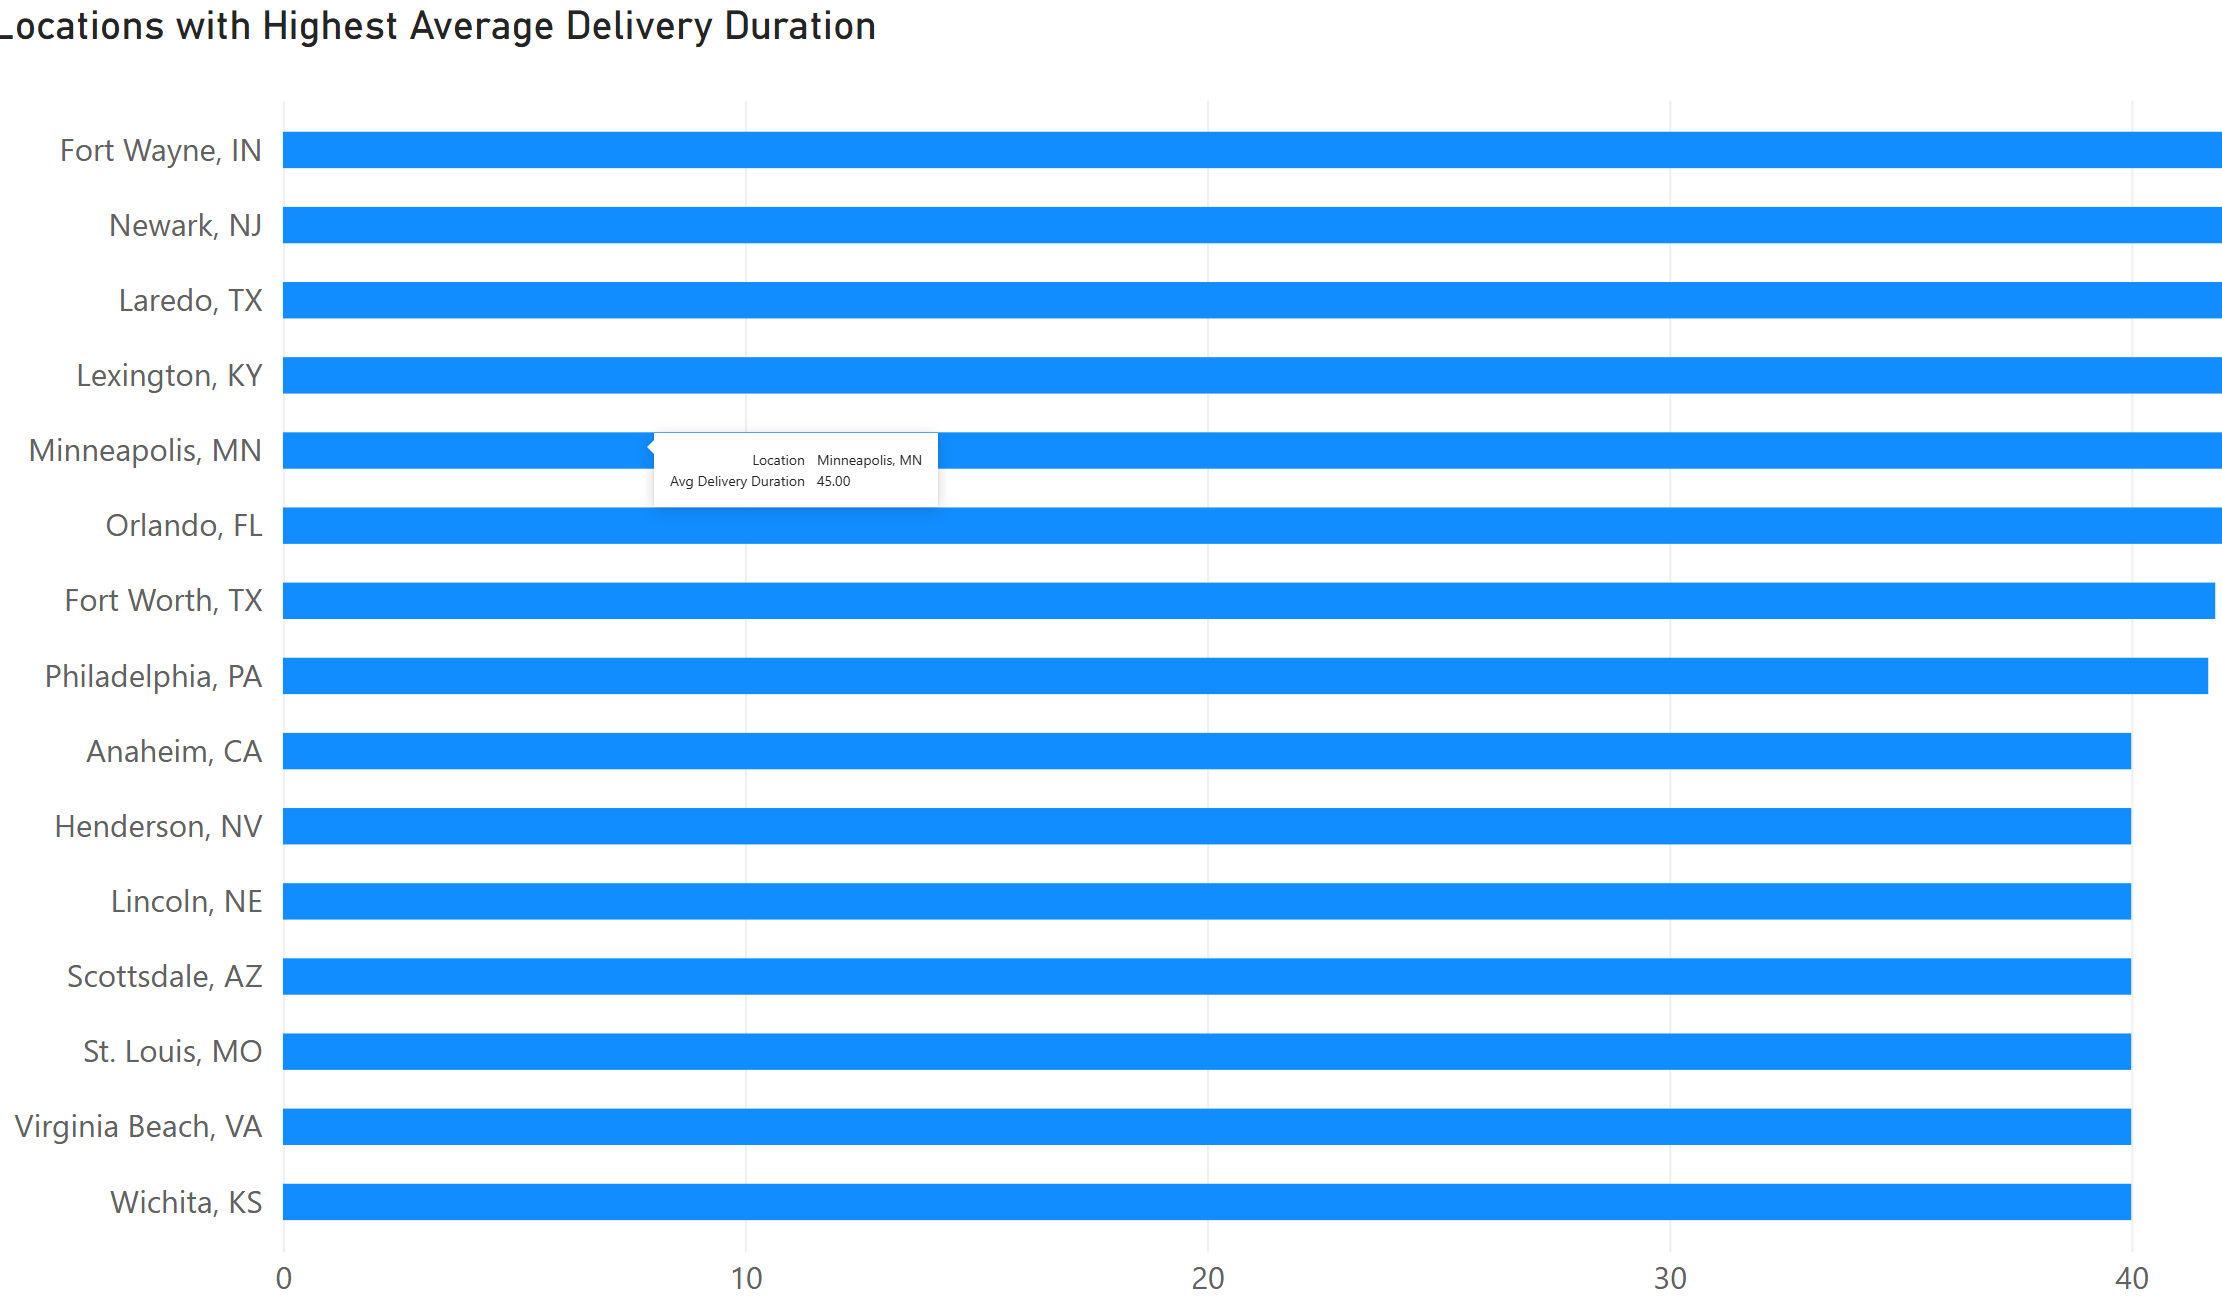 Locations with Highest Average Delivery Duration
Fort Wayne, IN
Newark, NJ
Laredo, TX
Lexington, KY
Minneapolis, MN
Location Minneapolis, MN
Avg Delivery Duration 45.00
Orlando, FL
Fort Worth, TX
Philadelphia, PA
Anaheim, CA
Henderson, NV
Lincoln, NE
Scottsdale, AZ
St. Louis, MO
Virginia Beach, VA
Wichita, KS
0 10 20 30 40